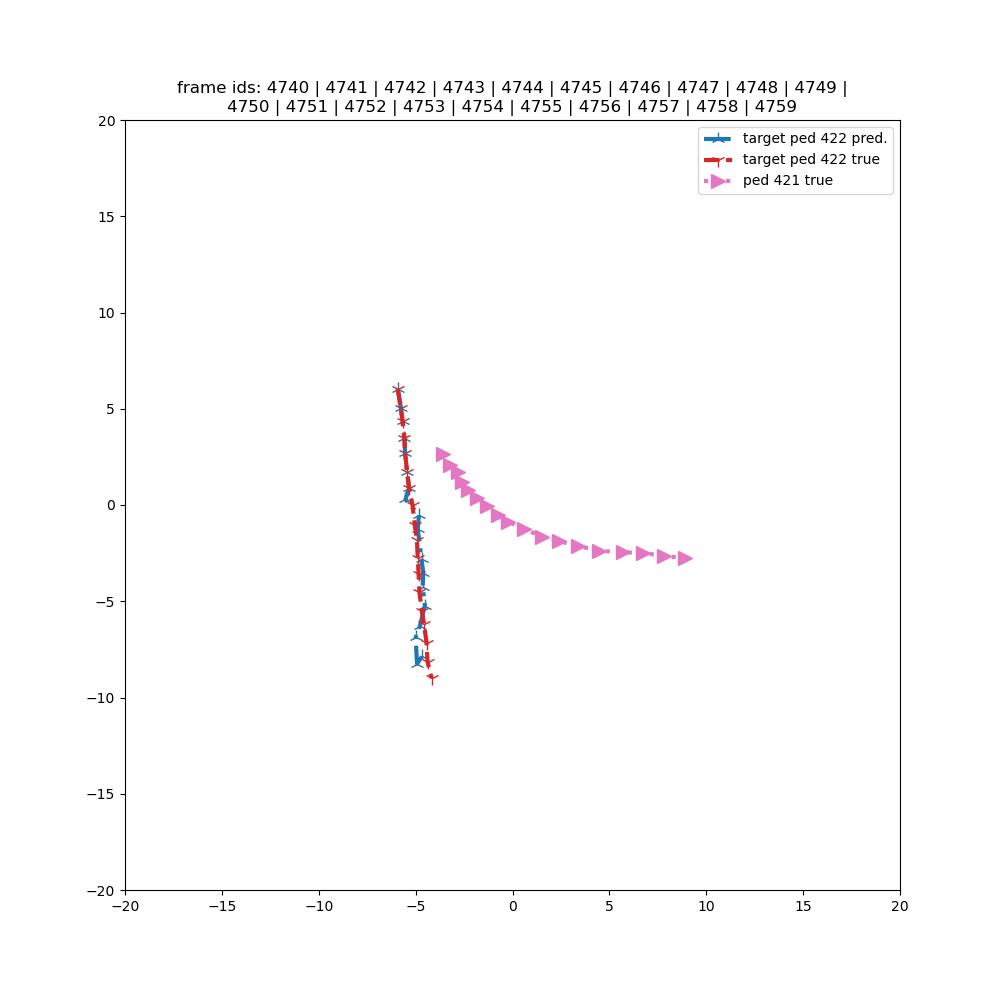 frame ids: 4740 | 4741 | 4742 | 4743 | 4744 | 4745 | 4746 | 4747 | 4748 | 4749 |
4750 | 4751 | 4752 | 4753 | 4754 | 4755 | 4756 | 4757 | 4758 | 4759
target ped 422 pred.
target ped 422 true
ped 421 true
20
15
10
5
0
−5
−10
−15
−20
−20 −15 −10 −5 0 5 10 15 20